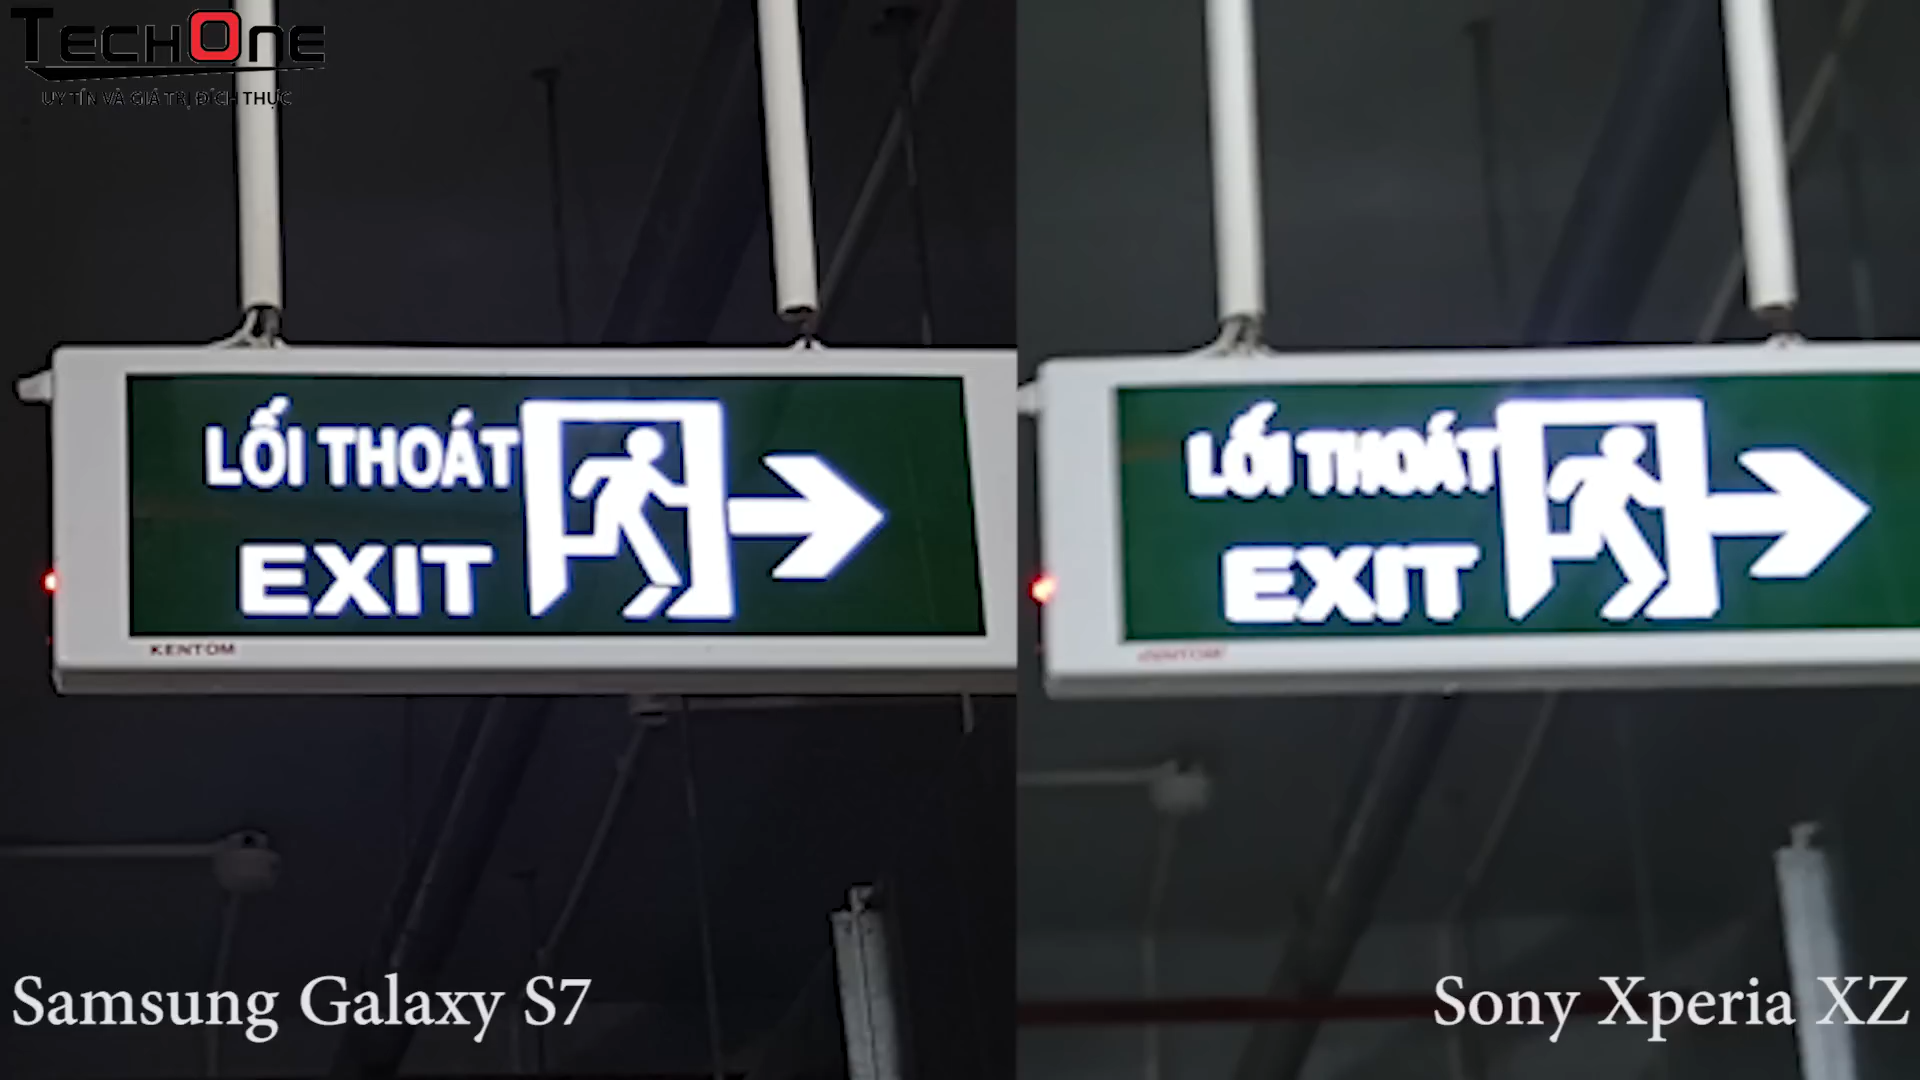 TECHONE
UY TÍN VÀ GIÁ TRỊ ĐÍCH THỰC
LỐI THOÁT
EXIT
KENTOM
LỐI THOÁT
EXIT
KENTOM
Samsung Galaxy S7
Sony Xperia XZ